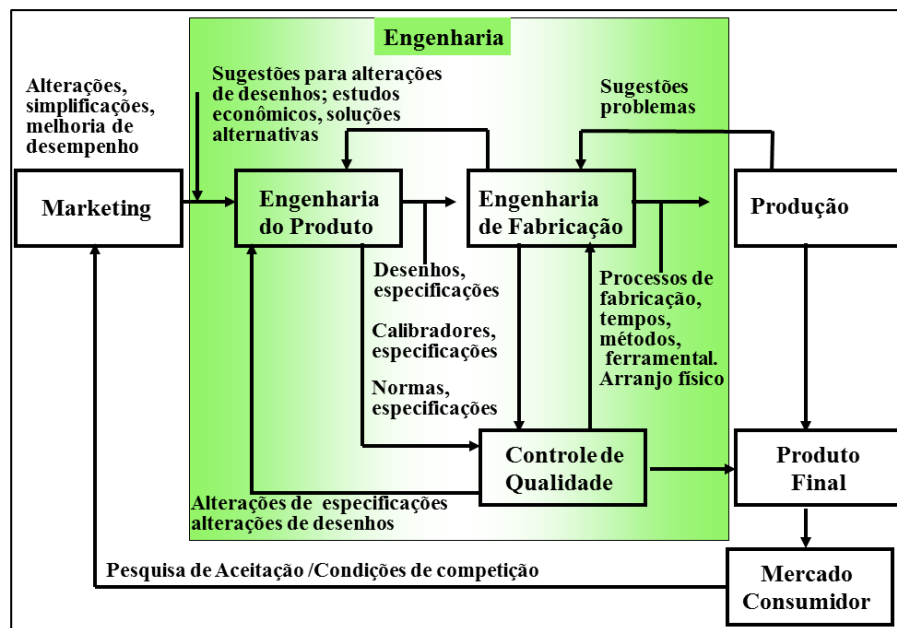 Engenharia
Alterações,
simplificações,
melhoria de
desempenho
Sugestões para alterações
de desenhos; estudos
econômicos, soluções
alternativas
Sugestões
problemas
Marketing
Engenharia
do Produto
Engenharia
de Fabricação
Produção
Desenhos,
especificações
Calibradores,
especificações
Normas,
especificações
Processos de
fabricação,
tempos,
métodos,
ferramental.
Arranjo físico
Controle de
Qualidade
Produto
Final
Alterações de especificações
alterações de desenhos
Pesquisa de Aceitação /Condições de competição
Mercado
Consumidor